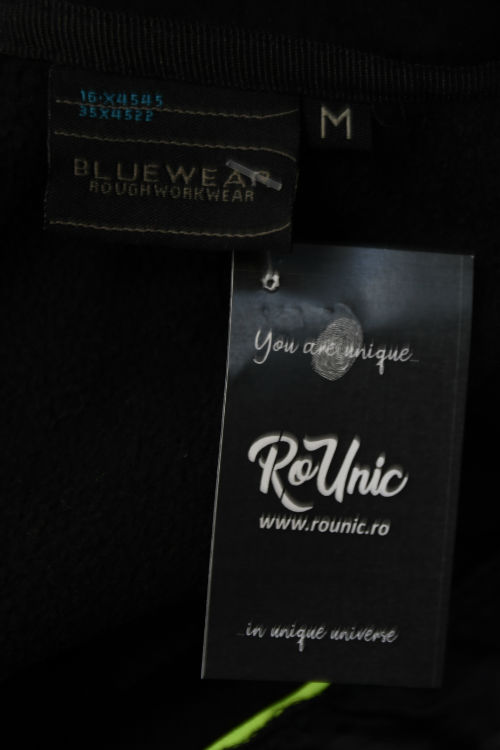 16·X4545
35X4522
M
BLUEWEAR
ROUGHWORKWEAR
You are unique...
RoUnic
www.rounic.ro
...in unique universe